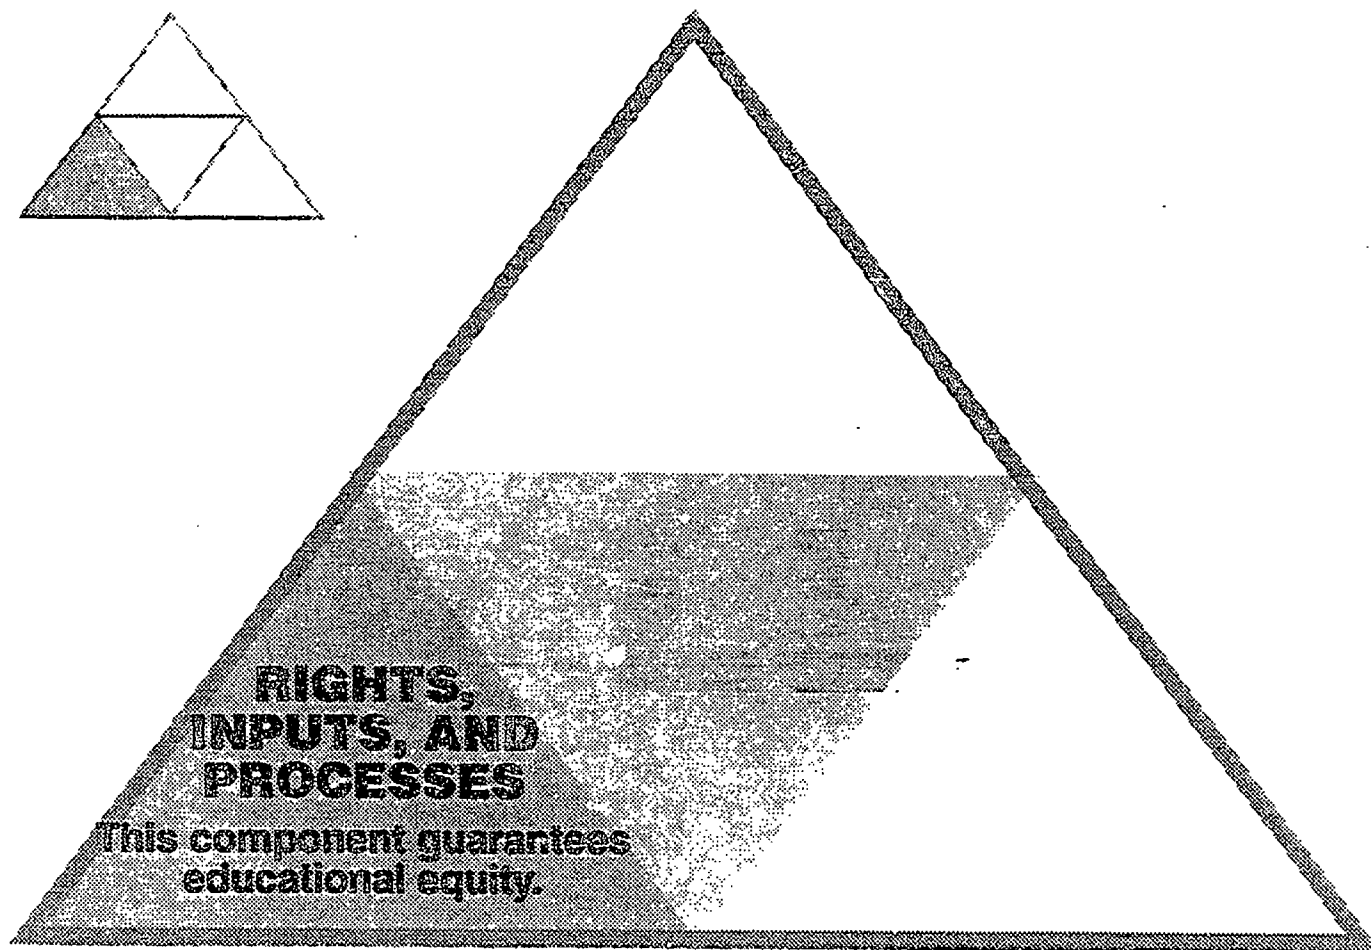 RIGHTS,
INPUTS, AND
PROCESSES
This component guarantees
educational equity.